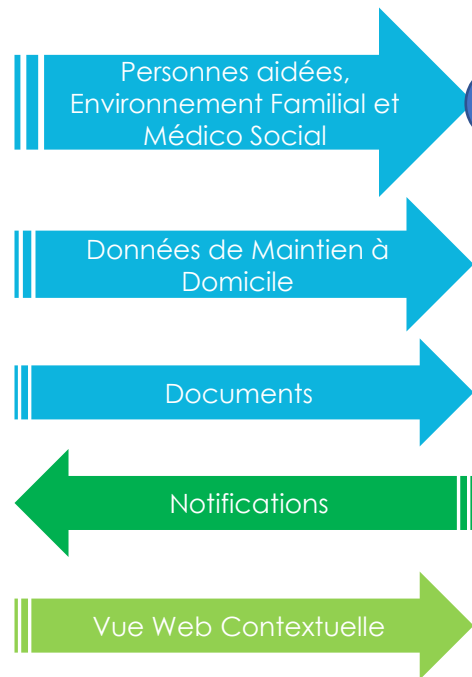 Personnes aidées,
Environnement Familial et
Médico Social
Données de Maintien à
Domicile
Documents
Notifications
Vue Web Contextuelle